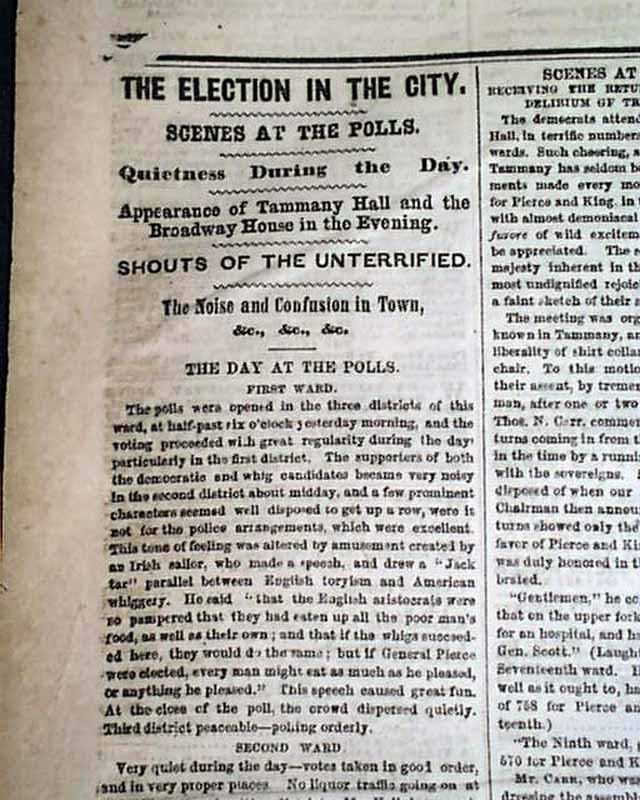 THE ELECTION IN THE CITY.
SCENES AT THE POLLS.
Quietness During the Day.
Appearance of Tammany Hall and the
Broadway House in the Evening.
SHOUTS OF THE UNTERRIFIED.
The Noise and Confusion in Town,
&c., &c., &c.
THE DAY AT THE POLLS.
FIRST WARD.
The polls were opened in the three districts of this
ward, at half-past six o'clock yesterday morning, and the
voting proceeded with great regularity during the day
particularly in the first district. The supporters of both
the democratic and whig candidates became very noisy
in the second district about midday, and a few prominent
characters seemed well disposed to get up a row, were it
not for the police arrangements, which were excellent.
This tone of feeling was altered by amusement created by
an Irish sailor, who made a speech, and drew a "Jack
tar" parallel between English toryism and American
whiggery. He said "that the English aristocrats were
so pampered that they had eaten up all the poor man's
food, as well as their own; and that if the whigs succeed-
ed here, they would do the same; but if General Pierce
were elected, every man might eat as much as he pleased,
or anything he pleased." This speech caused great fun.
At the close of the poll, the crowd dispersed quietly.
Third district peaceable—polling orderly.
SECOND WARD
Very quiet during the day—votes taken in good order,
and in very proper places No liquor traffic going on at
SCENES AT
RECEIVING THE RETU
DELIRIUM OF T
The democrats attend
Hall, in terrific numbers
wards. Such cheering, a
Tammany has seldom b
ments made every mo
for Pierce and King, in t
with almost demoniacal
furore of wild excitem
be appreciated. The s
majesty inherent in th
most undignified rejoic
a faint sketch of their
The meeting was org
known in Tammany, an
liberality of shirt colla
chair. To this motio
their assent, by treme
man, after one or two
Thos. N. Carr, commen
turns coming in from t
in the time by a runni
with the sovereigns.
disposed of when our
Chairman then announ
turns showed only the
favor of Pierce and Ki
was duly honored in th
brated.
"Gentlemen," he co
that on the upper fork
for an hospital, and h
Gen. Scott." (Laugh
Seventeenth ward.
well as it ought to, ha
of 758 for Pierce an
teenth.)
"The Ninth ward,
570 for Pierce and K
Mr. CARR, who was
dressing the assemb